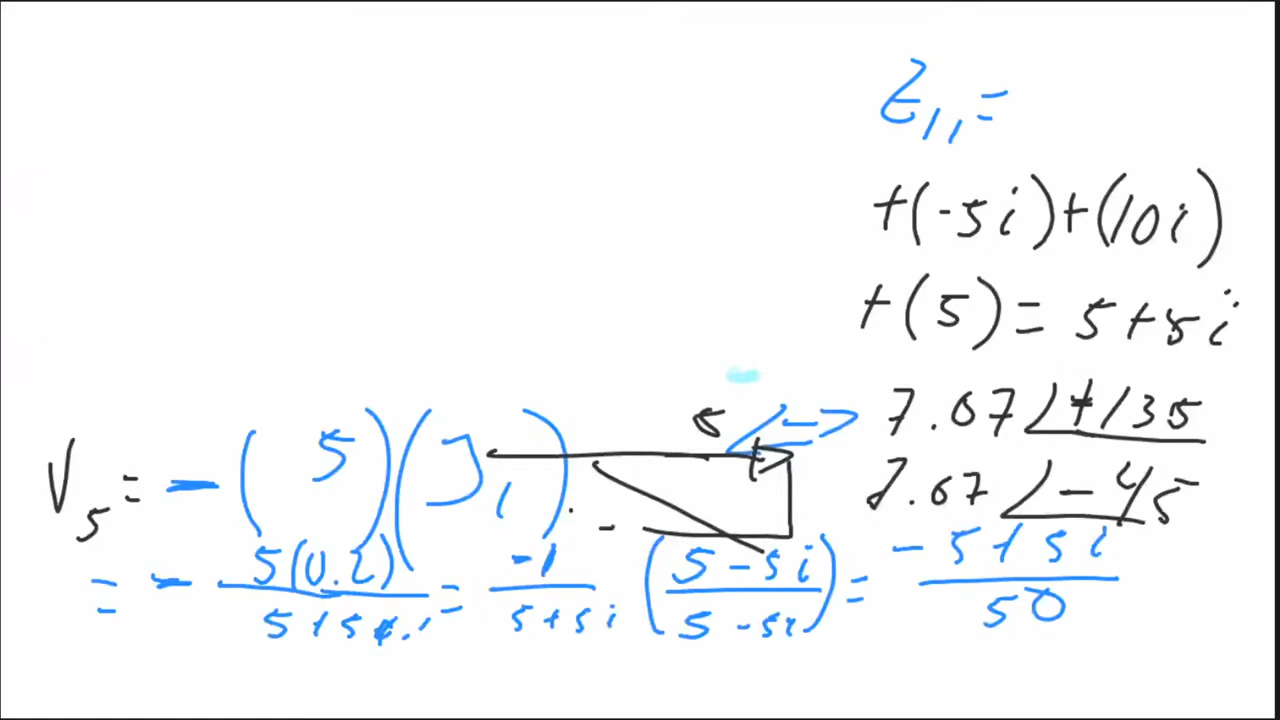 Z11 =
+(-5i)+(10i)
+(5) = 5+5i
7.07∠+135
7.07∠-45
V5 = -(5)(I1)
= - 5(0.2)/5+5i = -1/5+5i (5-5i/5-5i) = -5+5i/50